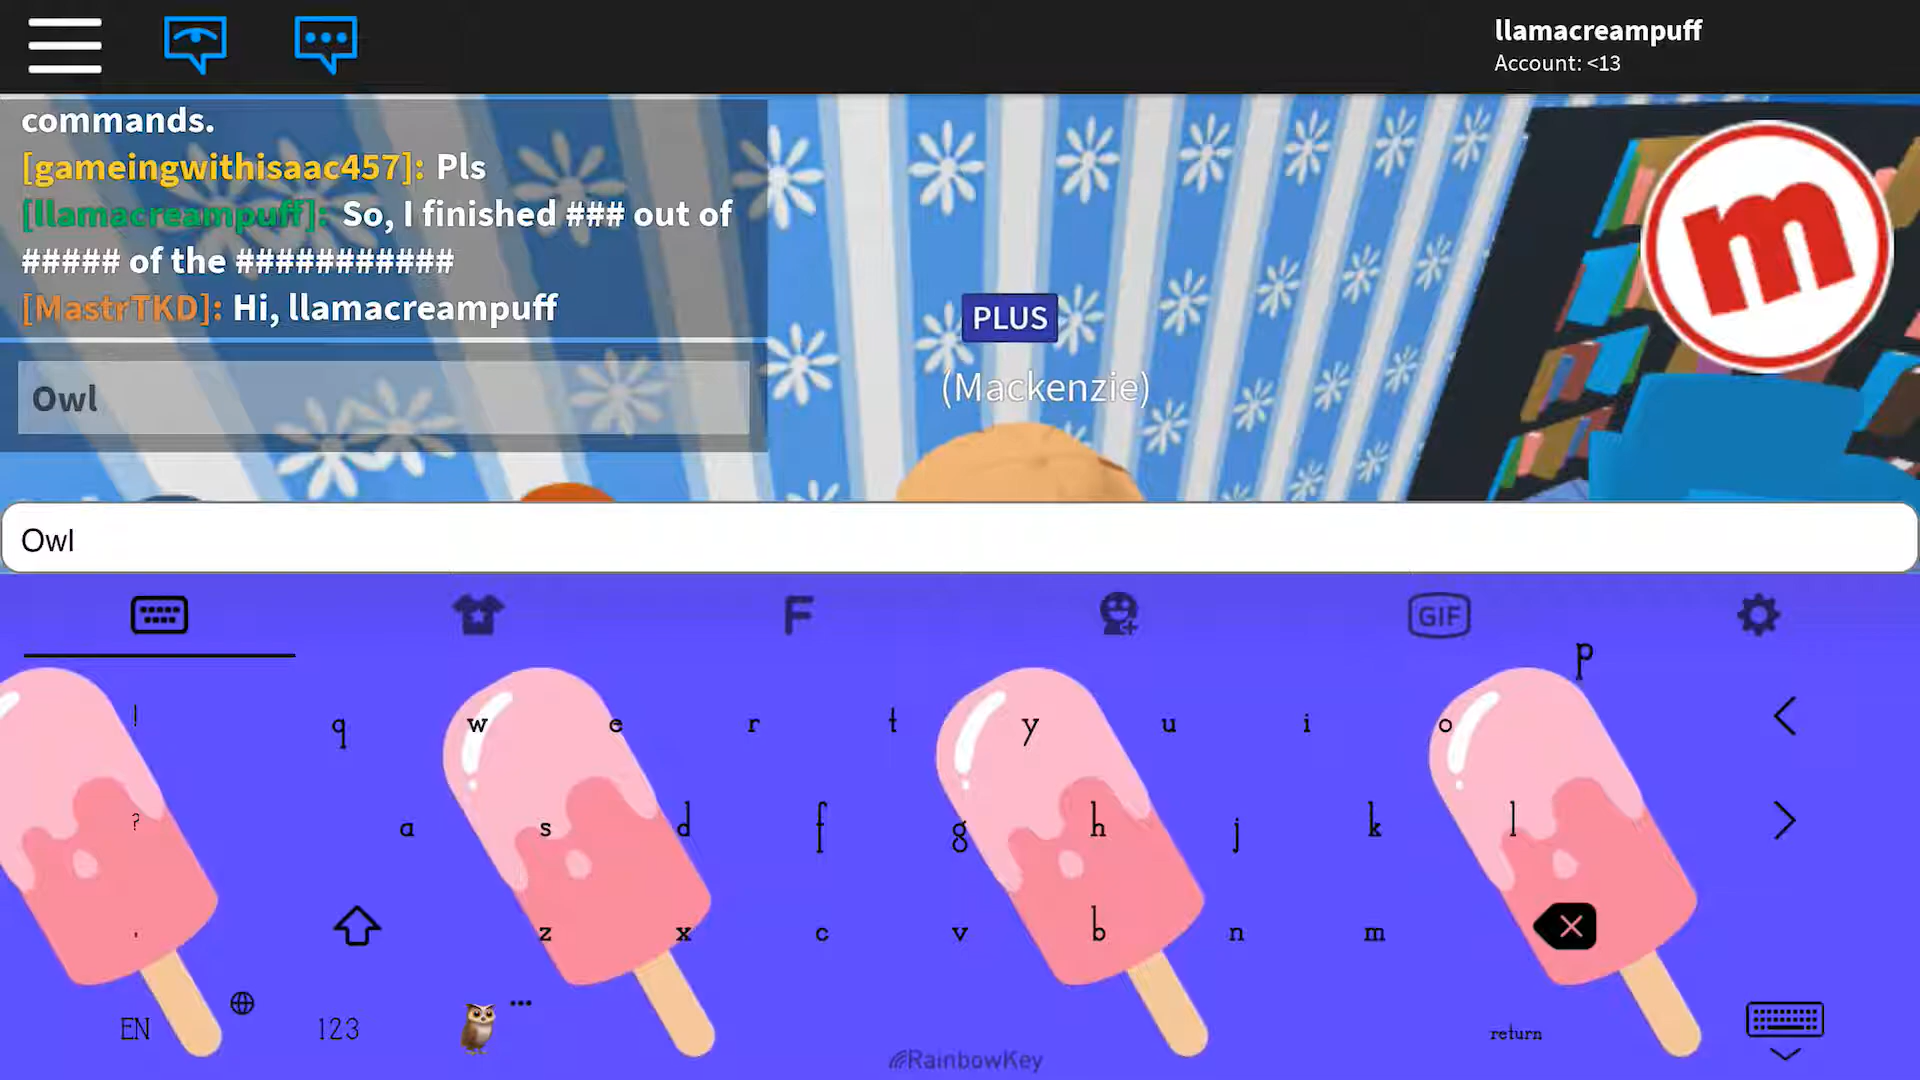 llamacreampuff
Account: <13
commands.
[gameingwithisaac457]: Pls
[llamacreampuff]: So, I finished ### out of
##### of the ###########
[MastrTKD]: Hi, llamacreampuff
m
PLUS
(Mackenzie)
Owl
Owl
F
GIF
! q w e r t y u i o p
? a s d f g h j k l
' z x c v b n m
EN 123 ... return
RainbowKey